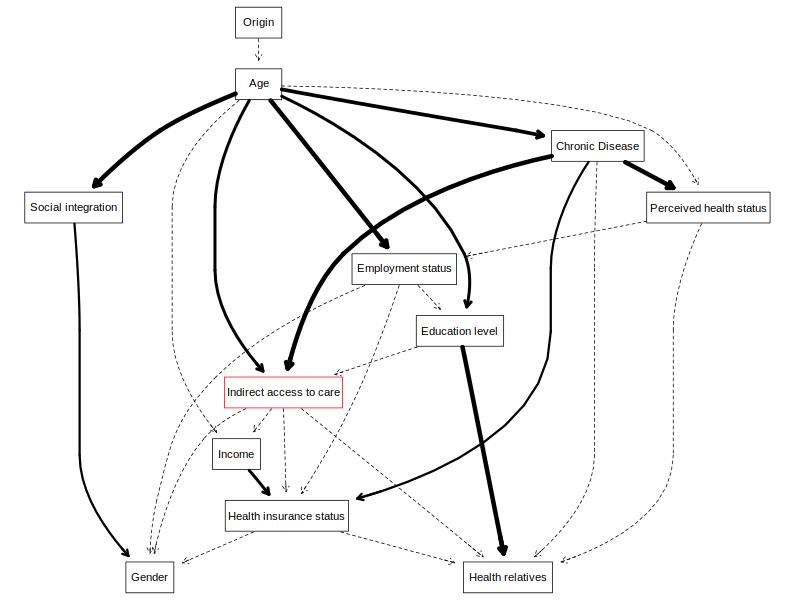 Origin
Age
Chronic Disease
Social integration
Perceived health status
Employment status
Education level
Indirect access to care
Income
Health insurance status
Gender
Health relatives